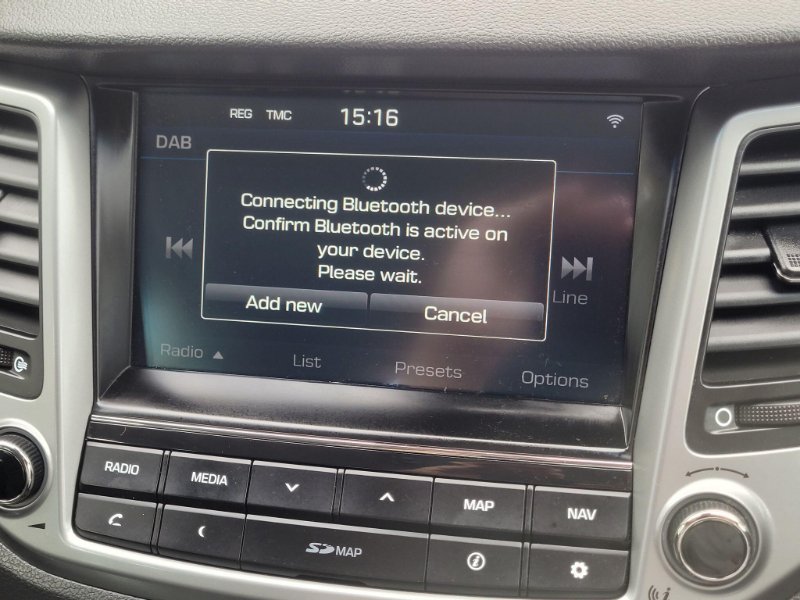 REG TMC 15:16
DAB
Connecting Bluetooth device...
Confirm Bluetooth is active on
your device.
Please wait.
Line
Add new Cancel
Radio List Presets Options
RADIO MEDIA MAP NAV
SD MAP